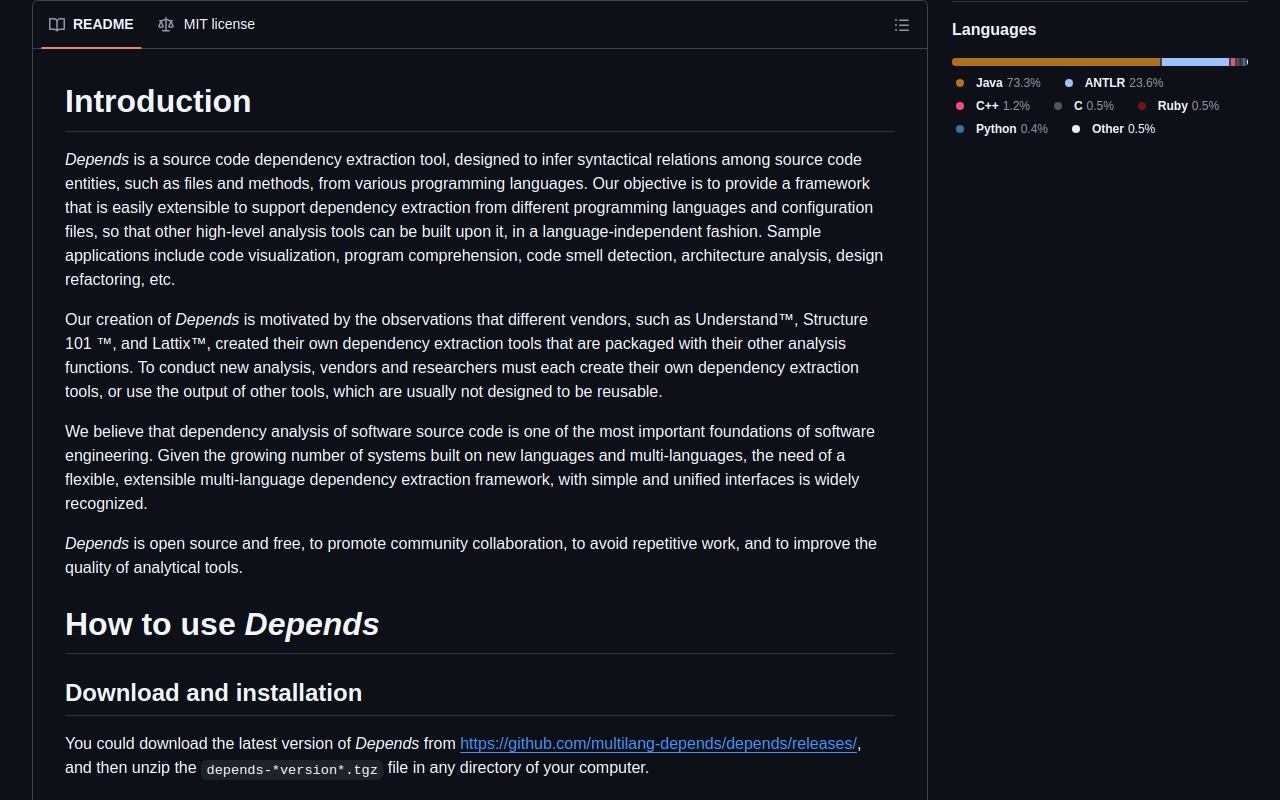 README
MIT license
Introduction
Depends is a source code dependency extraction tool, designed to infer syntactical relations among source code
entities, such as files and methods, from various programming languages. Our objective is to provide a framework
that is easily extensible to support dependency extraction from different programming languages and configuration
files, so that other high-level analysis tools can be built upon it, in a language-independent fashion. Sample
applications include code visualization, program comprehension, code smell detection, architecture analysis, design
refactoring, etc.
Our creation of Depends is motivated by the observations that different vendors, such as Understand™, Structure
101 ™, and Lattix™, created their own dependency extraction tools that are packaged with their other analysis
functions. To conduct new analysis, vendors and researchers must each create their own dependency extraction
tools, or use the output of other tools, which are usually not designed to be reusable.
We believe that dependency analysis of software source code is one of the most important foundations of software
engineering. Given the growing number of systems built on new languages and multi-languages, the need of a
flexible, extensible multi-language dependency extraction framework, with simple and unified interfaces is widely
recognized.
Depends is open source and free, to promote community collaboration, to avoid repetitive work, and to improve the
quality of analytical tools.
How to use Depends
Download and installation
You could download the latest version of Depends from https://github.com/multilang-depends/depends/releases/,
and then unzip the depends-*version*.tgz file in any directory of your computer.
Languages
Java 73.3% ANTLR 23.6%
C++ 1.2% C 0.5% Ruby 0.5%
Python 0.4% Other 0.5%